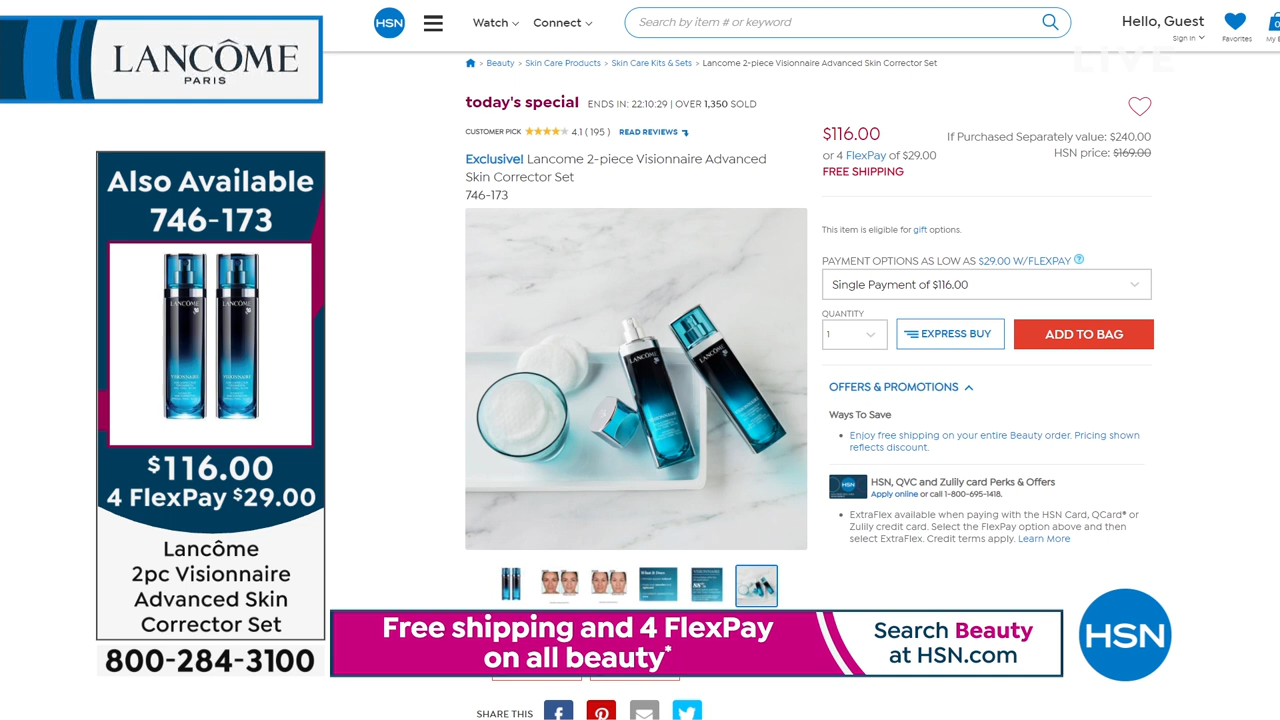 LANCÔME
PARIS
Also Available
746-173
LANCÔME
LANCÔME
VISIONNAIRE
VISIONNAIRE
$116.00
4 FlexPay $29.00
Lancôme
2pc Visionnaire
Advanced Skin
Corrector Set
800-284-3100
HSN
Watch
Connect
Search by item # or keyword
Hello, Guest
Sign In
Favorites
LIVE
> Beauty > Skin Care Products > Skin Care Kits & Sets > Lancome 2-piece Visionnaire Advanced Skin Corrector Set
today's special ENDS IN: 22:10:29 | OVER 1,350 SOLD
CUSTOMER PICK 4.1 ( 195 ) READ REVIEWS
Exclusive! Lancome 2-piece Visionnaire Advanced
Skin Corrector Set
746-173
LANCÔME
LANCÔME
VISIONNAIRE
$116.00
or 4 FlexPay of $29.00
FREE SHIPPING
If Purchased Separately value: $240.00
HSN price: $169.00
This item is eligible for gift options.
PAYMENT OPTIONS AS LOW AS $29.00 W/FLEXPAY ?
Single Payment of $116.00
QUANTITY
1
EXPRESS BUY
ADD TO BAG
OFFERS & PROMOTIONS
Ways To Save
• Enjoy free shipping on your entire Beauty order. Pricing shown
reflects discount.
HSN
HSN, QVC and Zulily card Perks & Offers
Apply online or call 1-800-695-1418.
• ExtraFlex available when paying with the HSN Card, QCard® or
Zulily credit card. Select the FlexPay option above and then
select ExtraFlex. Credit terms apply. Learn More
Free shipping and 4 FlexPay
on all beauty*
Search Beauty
at HSN.com
HSN
SHARE THIS